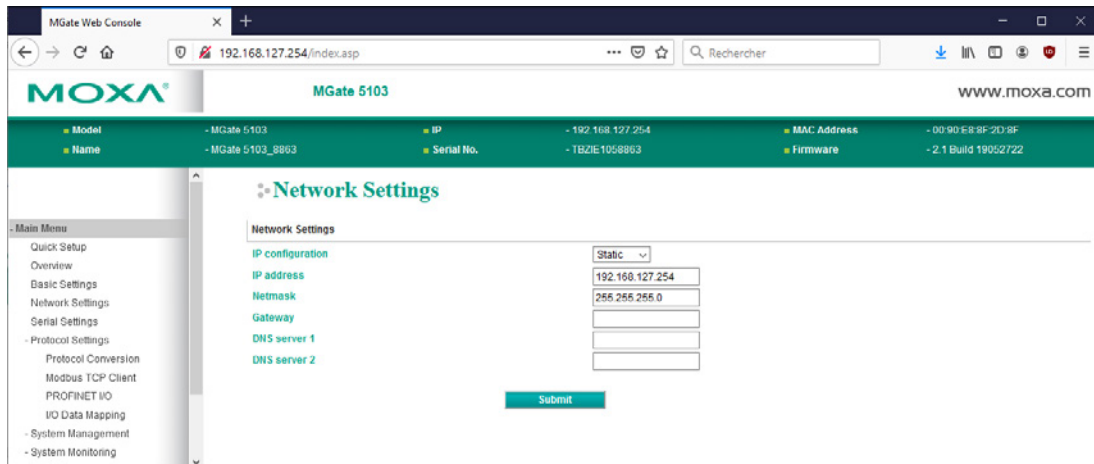 MGate Web Console
192.168.127.254/index.asp
Rechercher
MOXA®
MGate 5103
www.moxa.com
Model - MGate 5103 IP - 192.168.127.254 MAC Address - 00:90:E8:8F:2D:8F
Name - MGate 5103_8863 Serial No. - TBZIE1058863 Firmware - 2.1 Build 19052722
Network Settings
- Main Menu
Quick Setup
Overview
Basic Settings
Network Settings
Serial Settings
- Protocol Settings
Protocol Conversion
Modbus TCP Client
PROFINET I/O
I/O Data Mapping
- System Management
- System Monitoring
Network Settings
IP configuration Static
IP address 192.168.127.254
Netmask 255.255.255.0
Gateway
DNS server 1
DNS server 2
Submit